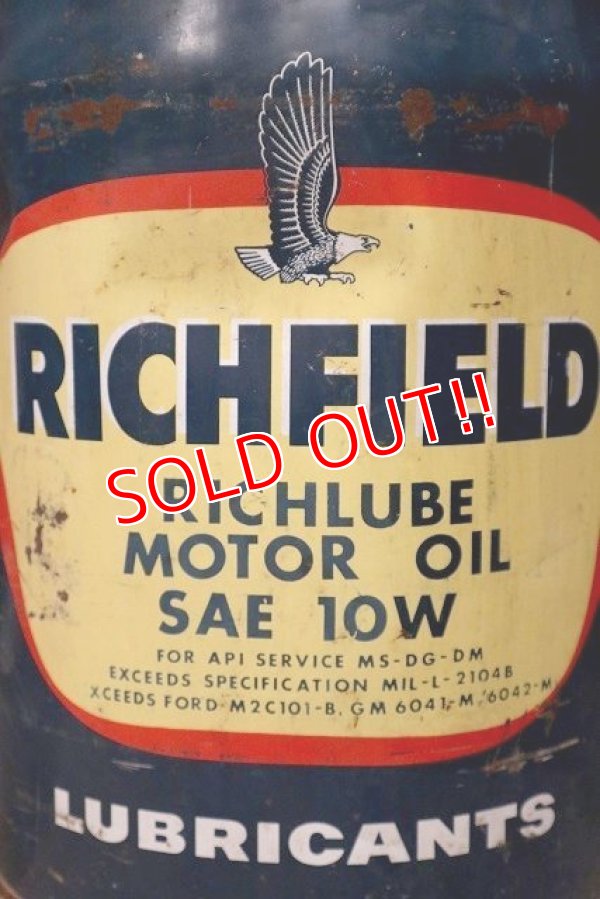 RICHFIELD
SOLD OUT!!
RICHLUBE
MOTOR OIL
SAE 10W
FOR API SERVICE MS-DG-DM
EXCEEDS SPECIFICATION MIL-L-2104B
XCEEDS FORD-M2C101-B, GM 6041-M, 6042-M
LUBRICANTS